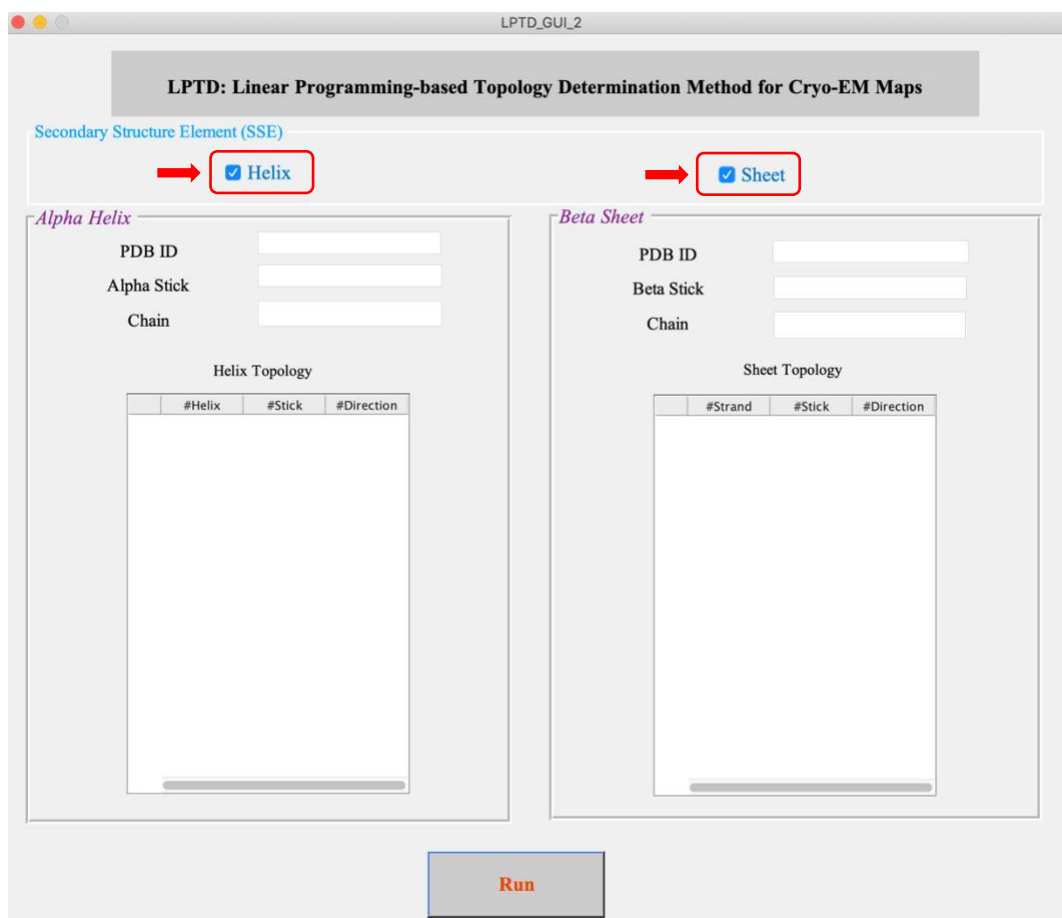 LPTD_GUI_2
LPTD: Linear Programming-based Topology Determination Method for Cryo-EM Maps
Secondary Structure Element (SSE)
Helix
Sheet
Alpha Helix
PDB ID
Alpha Stick
Chain
Helix Topology
#Helix #Stick #Direction
Beta Sheet
PDB ID
Beta Stick
Chain
Sheet Topology
#Strand #Stick #Direction
Run